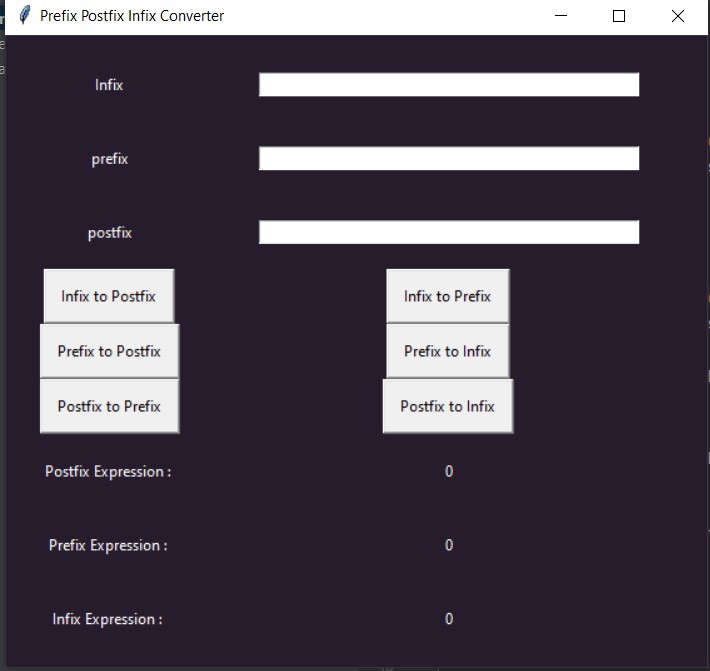 Prefix Postfix Infix Converter
Infix
prefix
postfix
Infix to Postfix Infix to Prefix
Prefix to Postfix Prefix to Infix
Postfix to Prefix Postfix to Infix
Postfix Expression : 0
Prefix Expression : 0
Infix Expression : 0